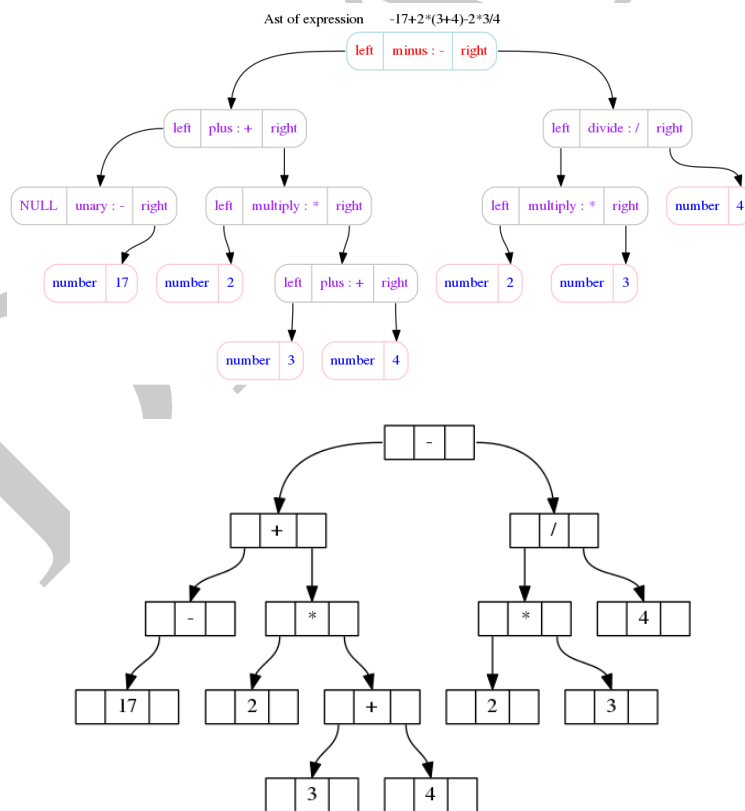 Ast of expression -17+2*(3+4)-2*3/4
left minus : - right
left plus : + right left divide : / right
NULL unary : - right left multiply : * right left multiply : * right number 4
number 17 number 2 left plus : + right number 2 number 3
number 3 number 4
-
+ /
- * * 4
17 2 + 2 3
3 4